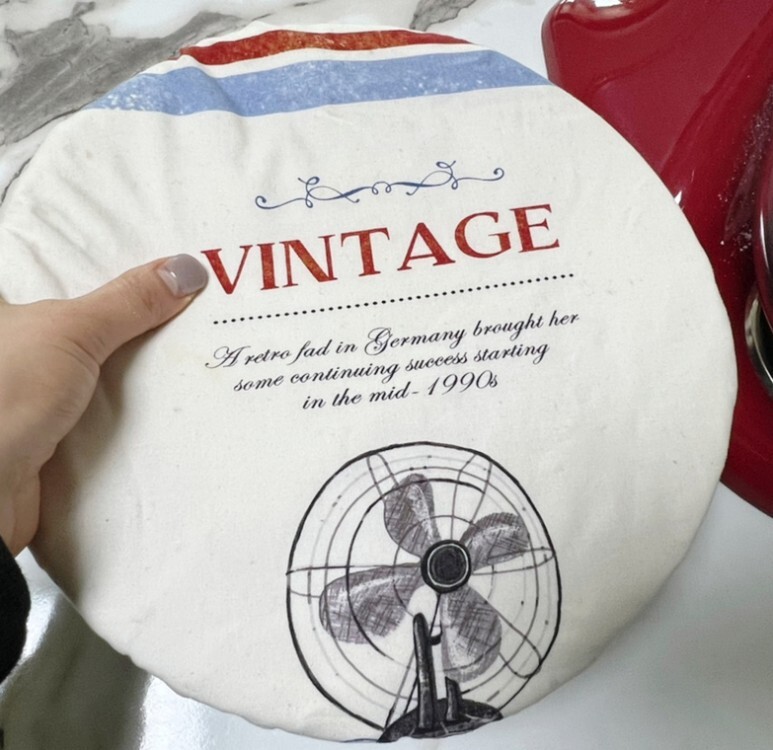 VINTAGE
A retro fad in Germany brought her
some continuing success starting
in the mid-1990s